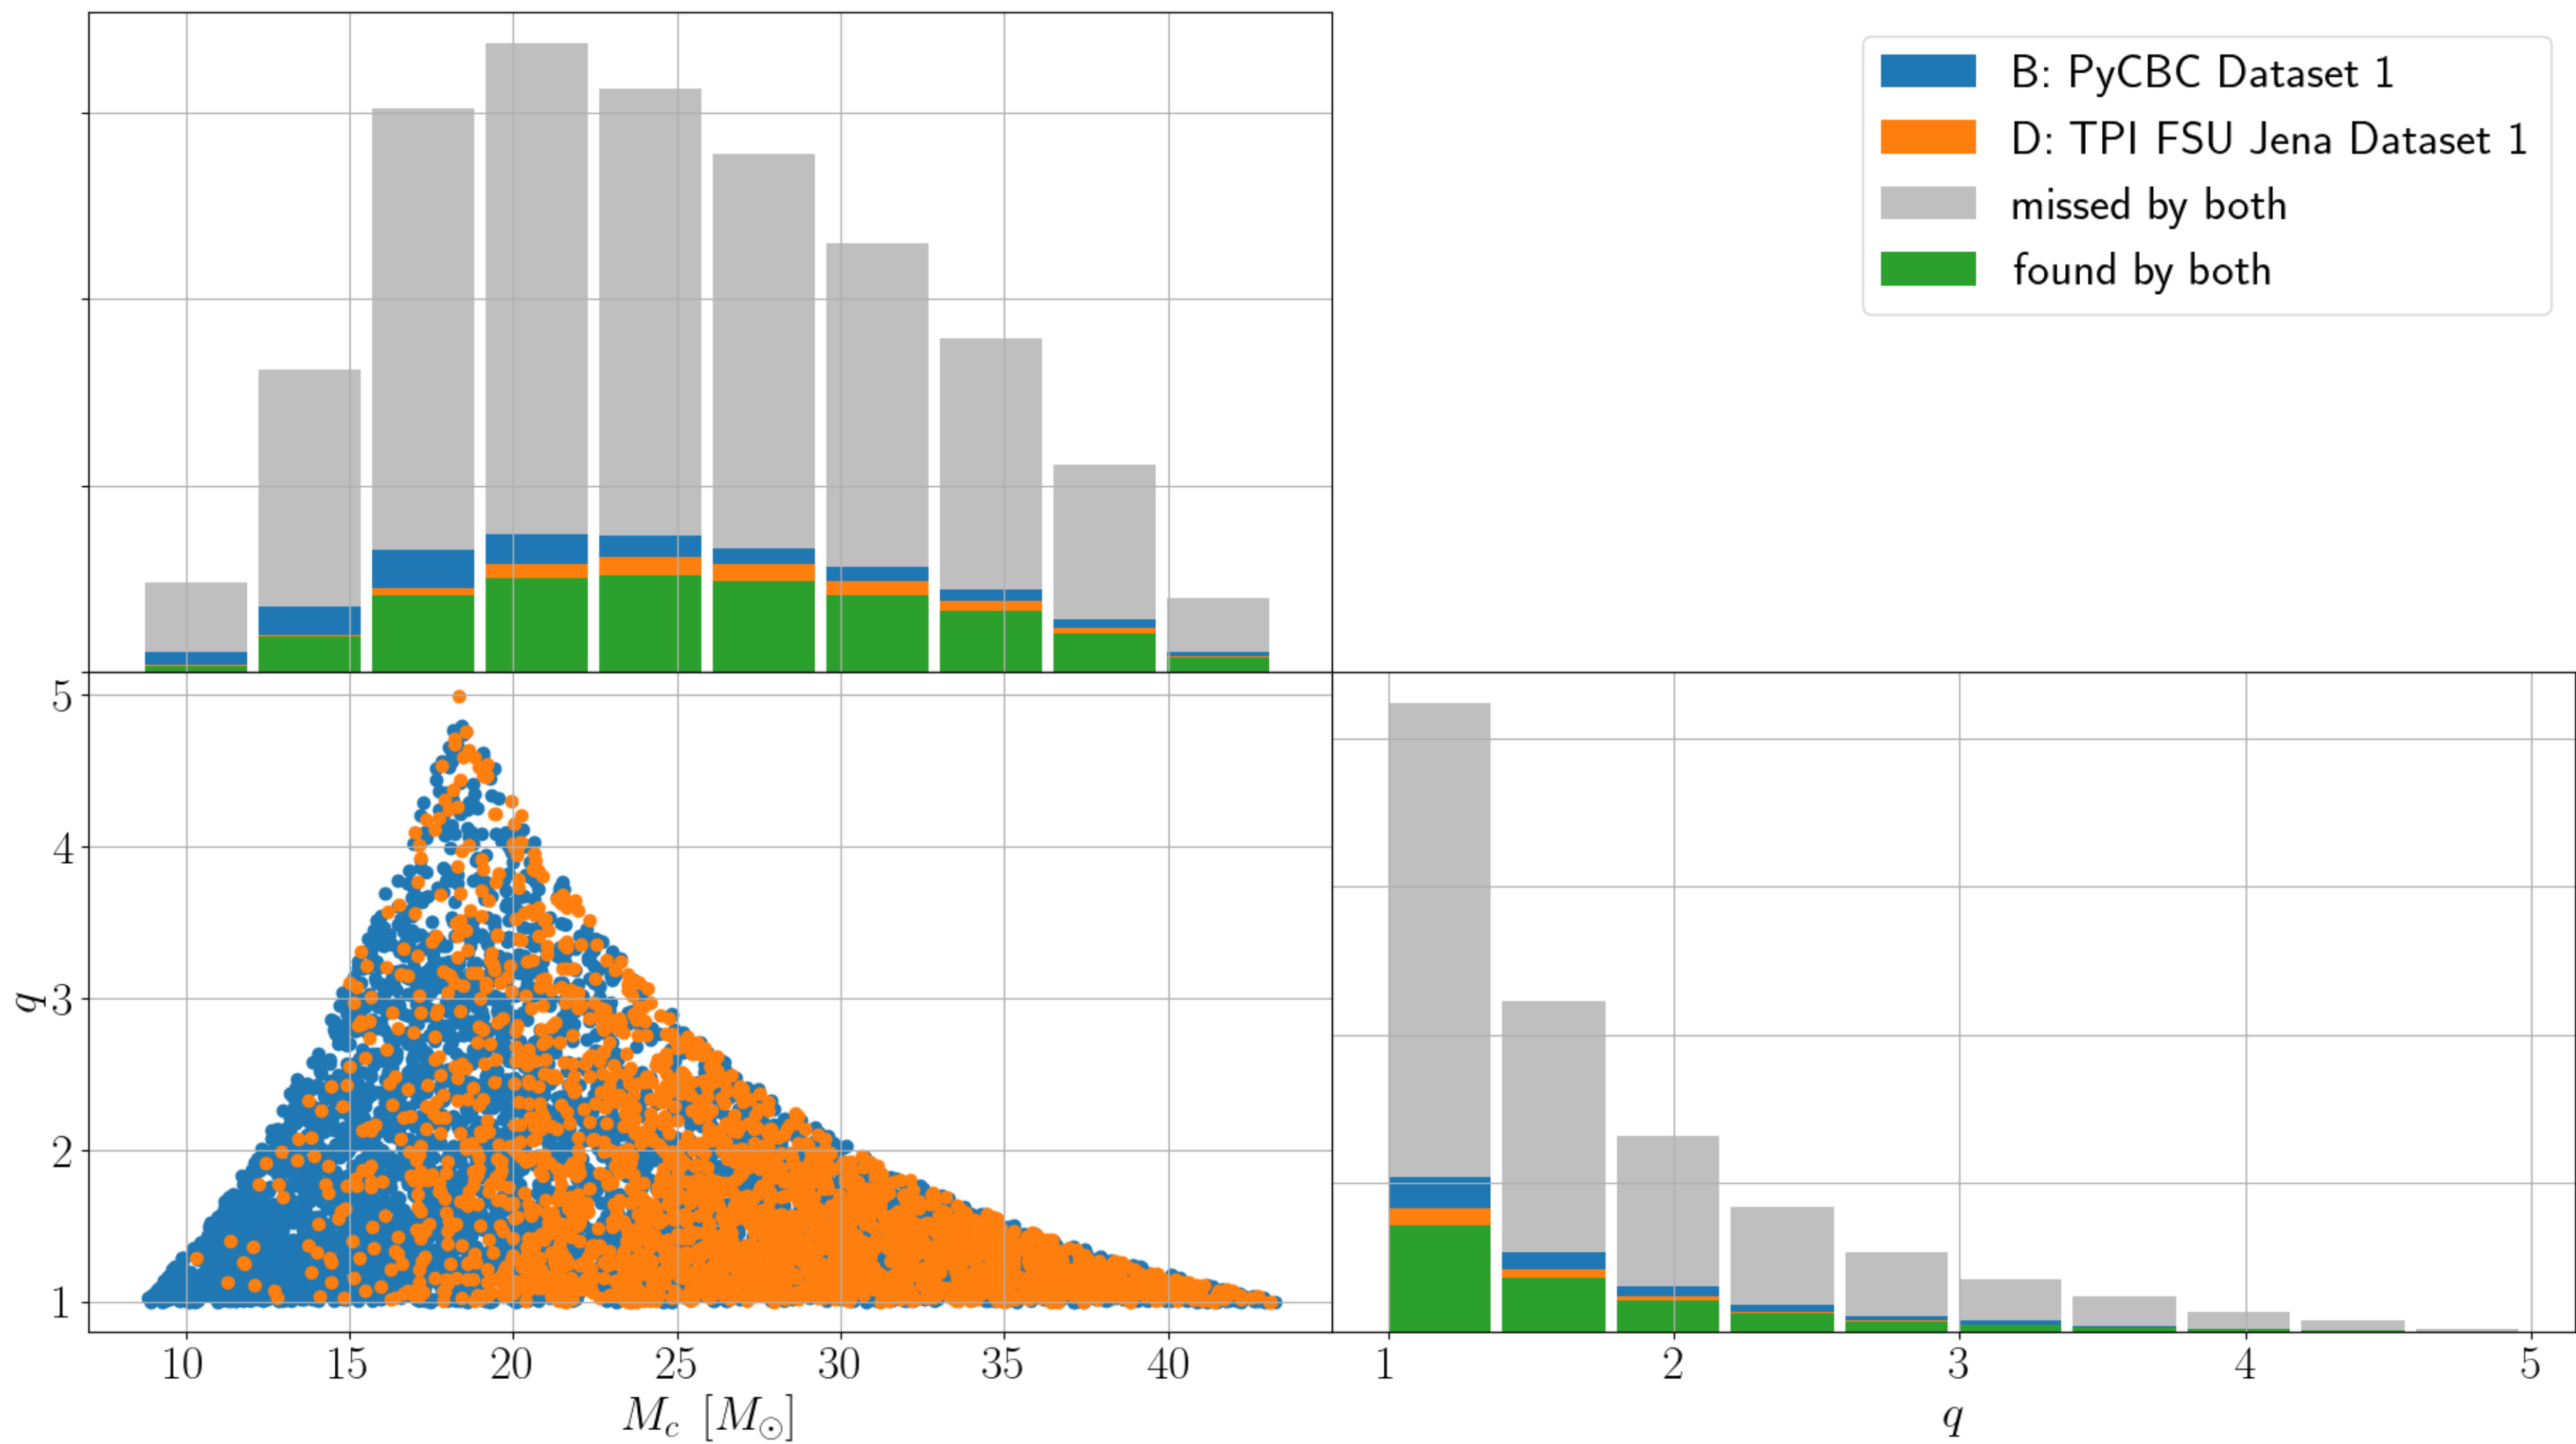 B: PyCBC Dataset 1
D: TPI FSU Jena Dataset 1
missed by both
found by both
5
4
3
2
1
q
10 15 20 25 30 35 40
M_c [M_⊙]
1 2 3 4 5
q